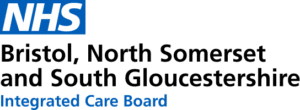 NHS
Bristol, North Somerset
and South Gloucestershire
Integrated Care Board